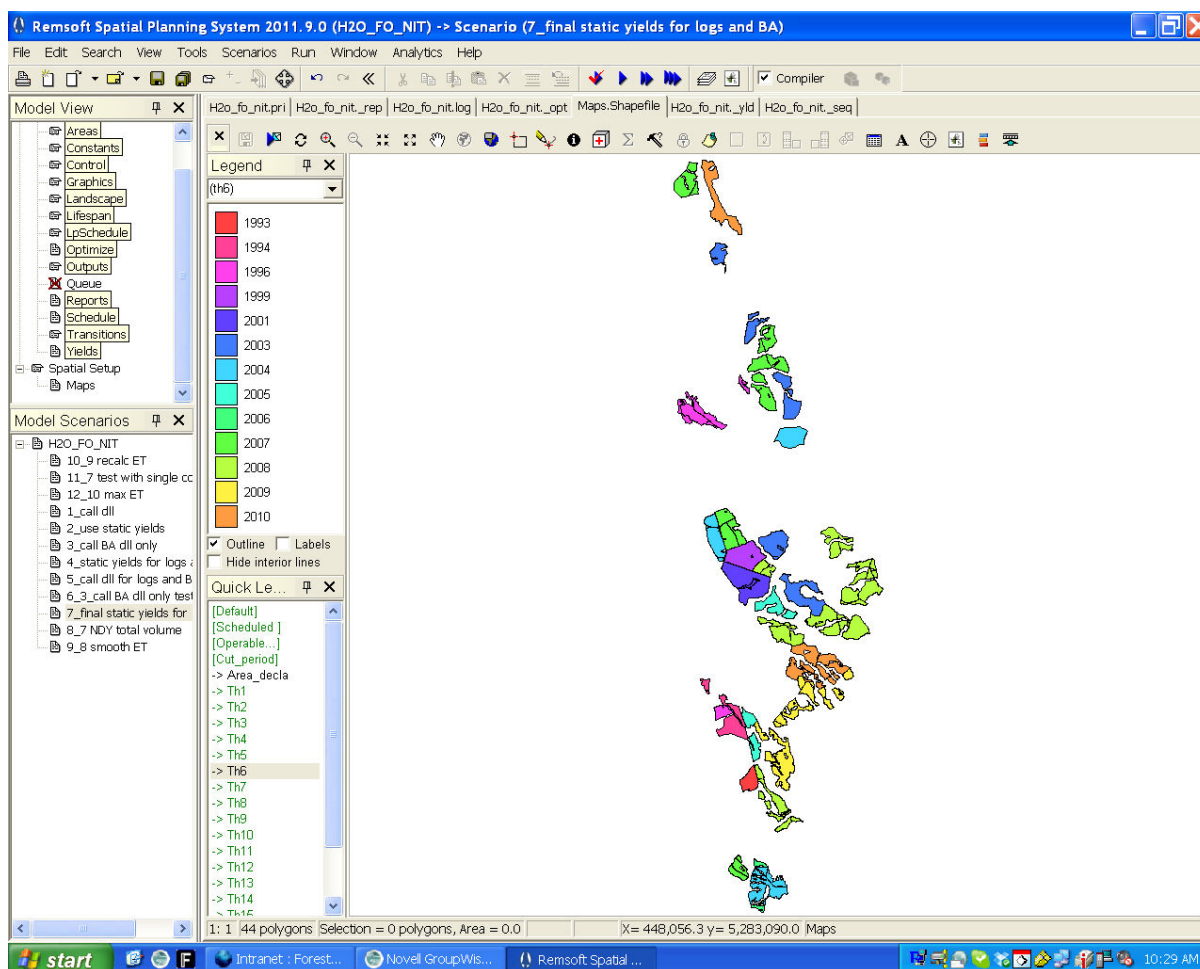 Remsoft Spatial Planning System 2011.9.0 (H2O_FO_NIT) -> Scenario (7_final static yields for logs and BA)
File Edit Search View Tools Scenarios Run Window Analytics Help
Compiler
Model View
Areas
Constants
Control
Graphics
Landscape
Lifespan
LpSchedule
Optimize
Outputs
Queue
Reports
Schedule
Transitions
Yields
Spatial Setup
Maps
Model Scenarios
H2O_FO_NIT
10_9 recalc ET
11_7 test with single cc
12_10 max ET
1_call dll
2_use static yields
3_call BA dll only
4_static yields for logs a
5_call dll for logs and B
6_3_call BA dll only test
7_final static yields for
8_7 NDY total volume
9_8 smooth ET
H2o_fo_nit.pri H2o_fo_nit._rep H2o_fo_nit.log H2o_fo_nit._opt Maps.Shapefile H2o_fo_nit._yld H2o_fo_nit._seq
Legend
(th6)
1993
1994
1996
1999
2001
2003
2004
2005
2006
2007
2008
2009
2010
Outline Labels
Hide interior lines
Quick Le...
[Default]
[Scheduled ]
[Operable...]
[Cut_period]
-> Area_decla
-> Th1
-> Th2
-> Th3
-> Th4
-> Th5
-> Th6
-> Th7
-> Th8
-> Th9
-> Th10
-> Th11
-> Th12
-> Th13
-> Th14
-> Th15
1: 1 44 polygons Selection = 0 polygons, Area = 0.0 X= 448,056.3 y= 5,283,090.0 Maps
start Intranet : Forest... Novell GroupWis... Remsoft Spatial ... 10:29 AM